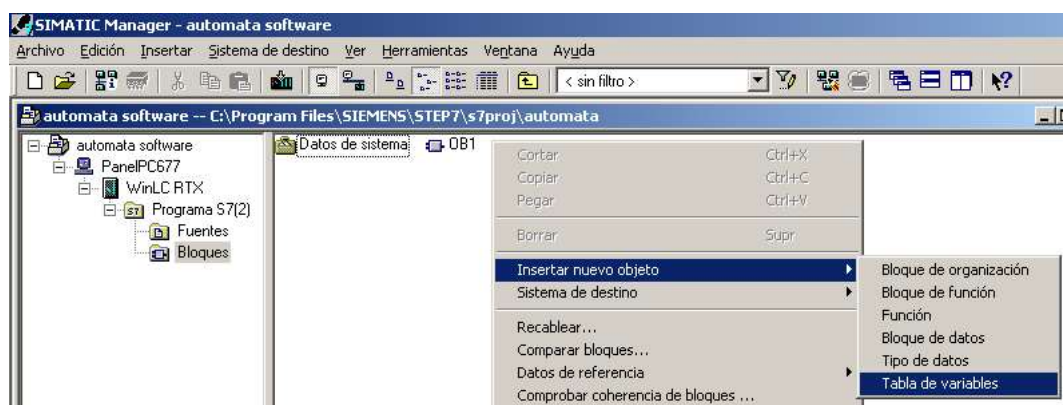 SIMATIC Manager - automata software
Archivo Edición Insertar Sistema de destino Ver Herramientas Ventana Ayuda
< sin filtro >
automata software -- C:\Program Files\SIEMENS\STEP7\s7proj\automata
automata software
PanelPC677
WinLC RTX
Programa S7(2)
Fuentes
Bloques
Datos de sistema OB1
Cortar Ctrl+X
Copiar Ctrl+C
Pegar Ctrl+V
Borrar Supr
Insertar nuevo objeto
Sistema de destino
Recablear...
Comparar bloques...
Datos de referencia
Comprobar coherencia de bloques ...
Bloque de organización
Bloque de función
Función
Bloque de datos
Tipo de datos
Tabla de variables